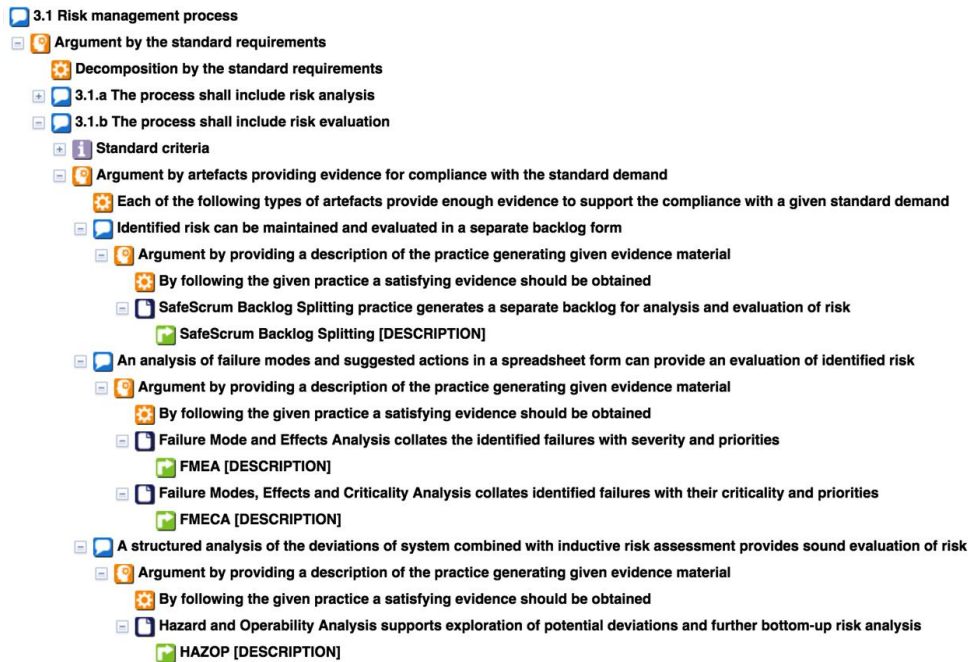 3.1 Risk management process
Argument by the standard requirements
Decomposition by the standard requirements
3.1.a The process shall include risk analysis
3.1.b The process shall include risk evaluation
Standard criteria
Argument by artefacts providing evidence for compliance with the standard demand
Each of the following types of artefacts provide enough evidence to support the compliance with a given standard demand
Identified risk can be maintained and evaluated in a separate backlog form
Argument by providing a description of the practice generating given evidence material
By following the given practice a satisfying evidence should be obtained
SafeScrum Backlog Splitting practice generates a separate backlog for analysis and evaluation of risk
SafeScrum Backlog Splitting [DESCRIPTION]
An analysis of failure modes and suggested actions in a spreadsheet form can provide an evaluation of identified risk
Argument by providing a description of the practice generating given evidence material
By following the given practice a satisfying evidence should be obtained
Failure Mode and Effects Analysis collates the identified failures with severity and priorities
FMEA [DESCRIPTION]
Failure Modes, Effects and Criticality Analysis collates identified failures with their criticality and priorities
FMECA [DESCRIPTION]
A structured analysis of the deviations of system combined with inductive risk assessment provides sound evaluation of risk
Argument by providing a description of the practice generating given evidence material
By following the given practice a satisfying evidence should be obtained
Hazard and Operability Analysis supports exploration of potential deviations and further bottom-up risk analysis
HAZOP [DESCRIPTION]